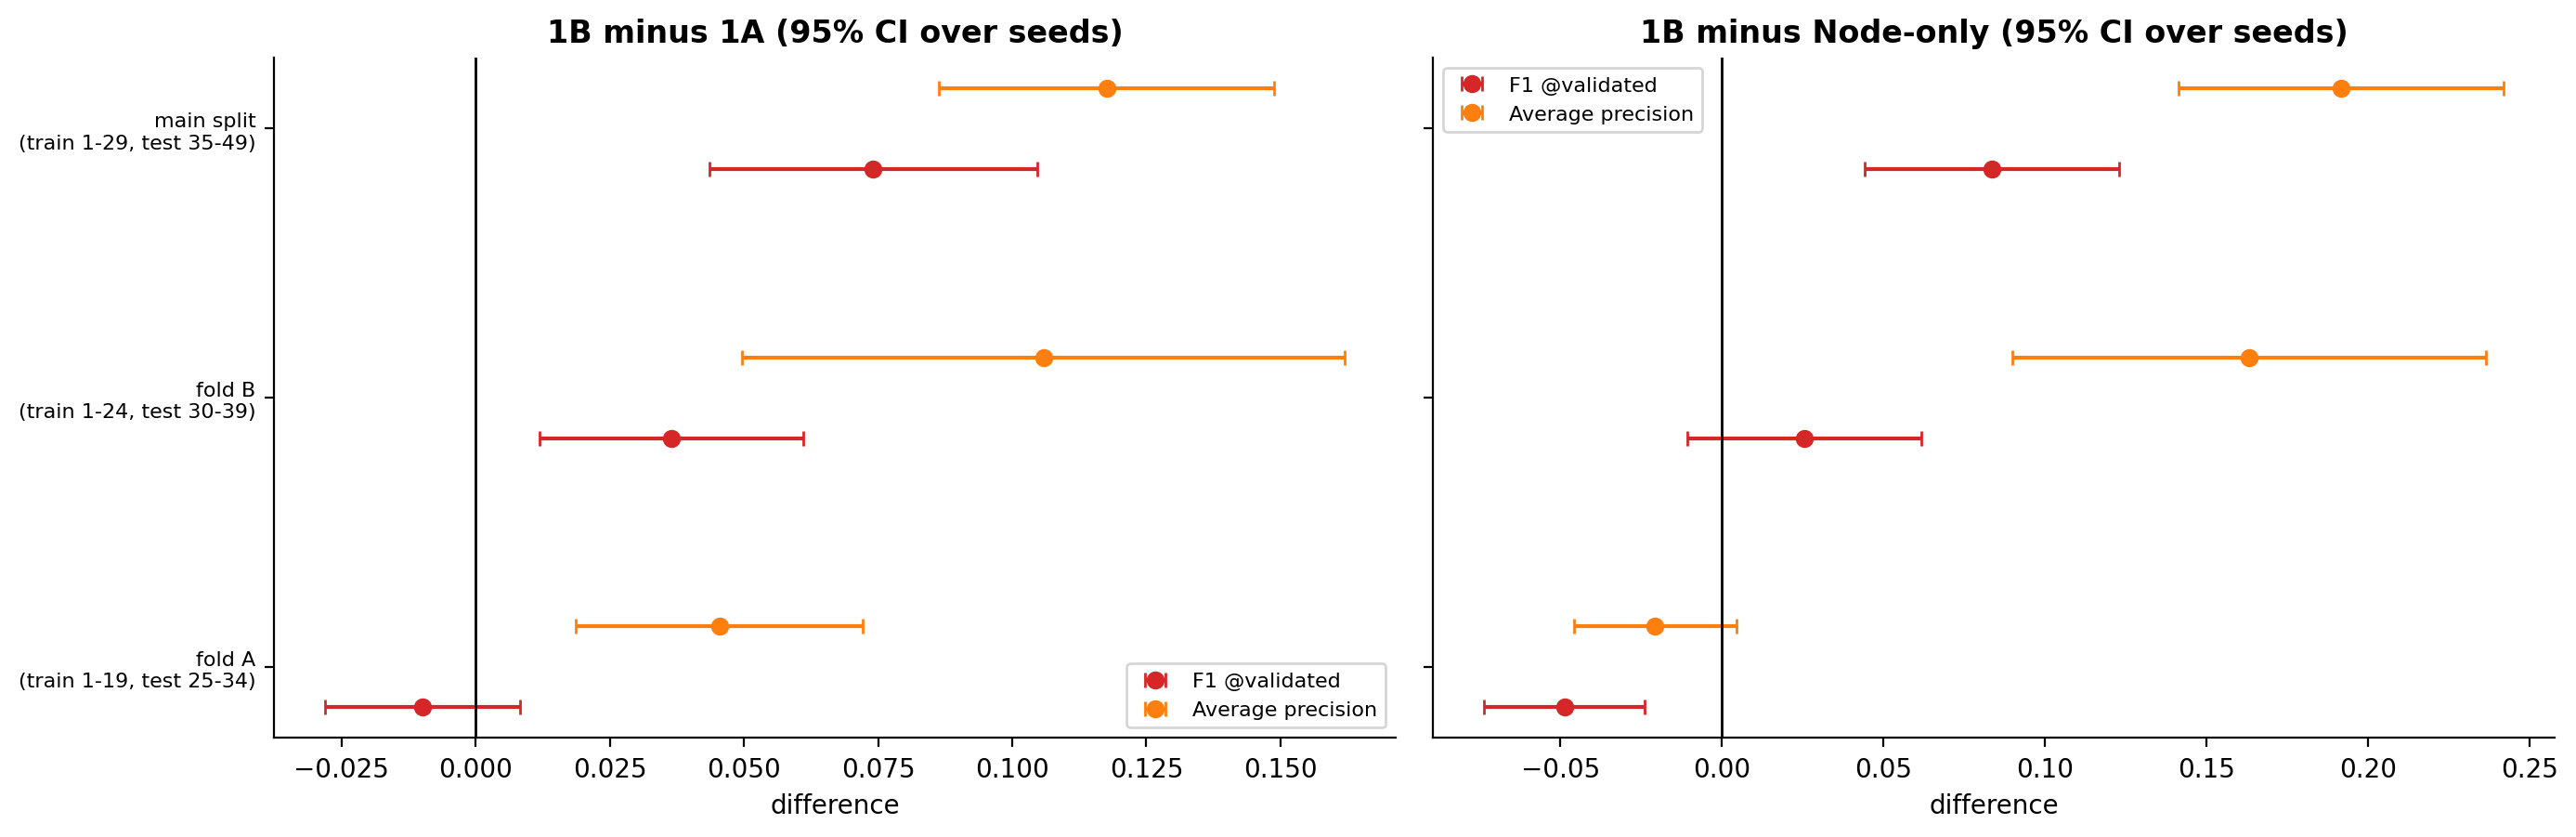 1B minus 1A (95% CI over seeds)
main split
(train 1-29, test 35-49)
fold B
(train 1-24, test 30-39)
fold A
(train 1-19, test 25-34)
F1 @validated
Average precision
−0.025 0.000 0.025 0.050 0.075 0.100 0.125 0.150
difference
1B minus Node-only (95% CI over seeds)
F1 @validated
Average precision
−0.05 0.00 0.05 0.10 0.15 0.20 0.25
difference